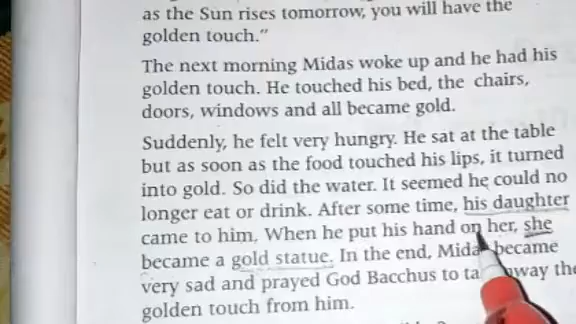 as the Sun rises tomorrow, you will have the
golden touch."
The next morning Midas woke up and he had his
golden touch. He touched his bed, the chairs,
doors, windows and all became gold.
Suddenly, he felt very hungry. He sat at the table
but as soon as the food touched his lips, it turned
into gold. So did the water. It seemed he could no
longer eat or drink. After some time, his daughter
came to him, When he put his hand on her, she
became a gold statue. In the end, Midas became
very sad and prayed God Bacchus to the
golden touch from him.